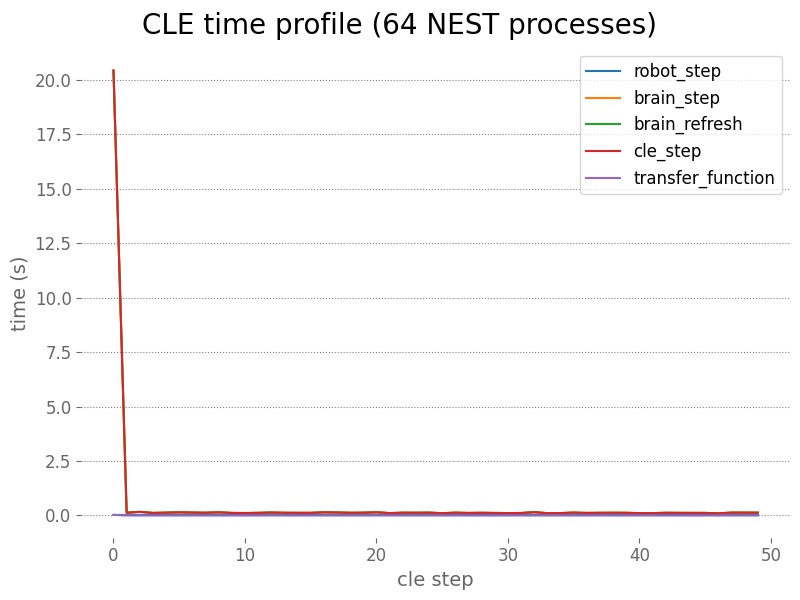 CLE time profile (64 NEST processes)
robot_step
brain_step
brain_refresh
cle_step
transfer_function
20.0
17.5
15.0
12.5
10.0
7.5
5.0
2.5
0.0
time (s)
0 10 20 30 40 50
cle step